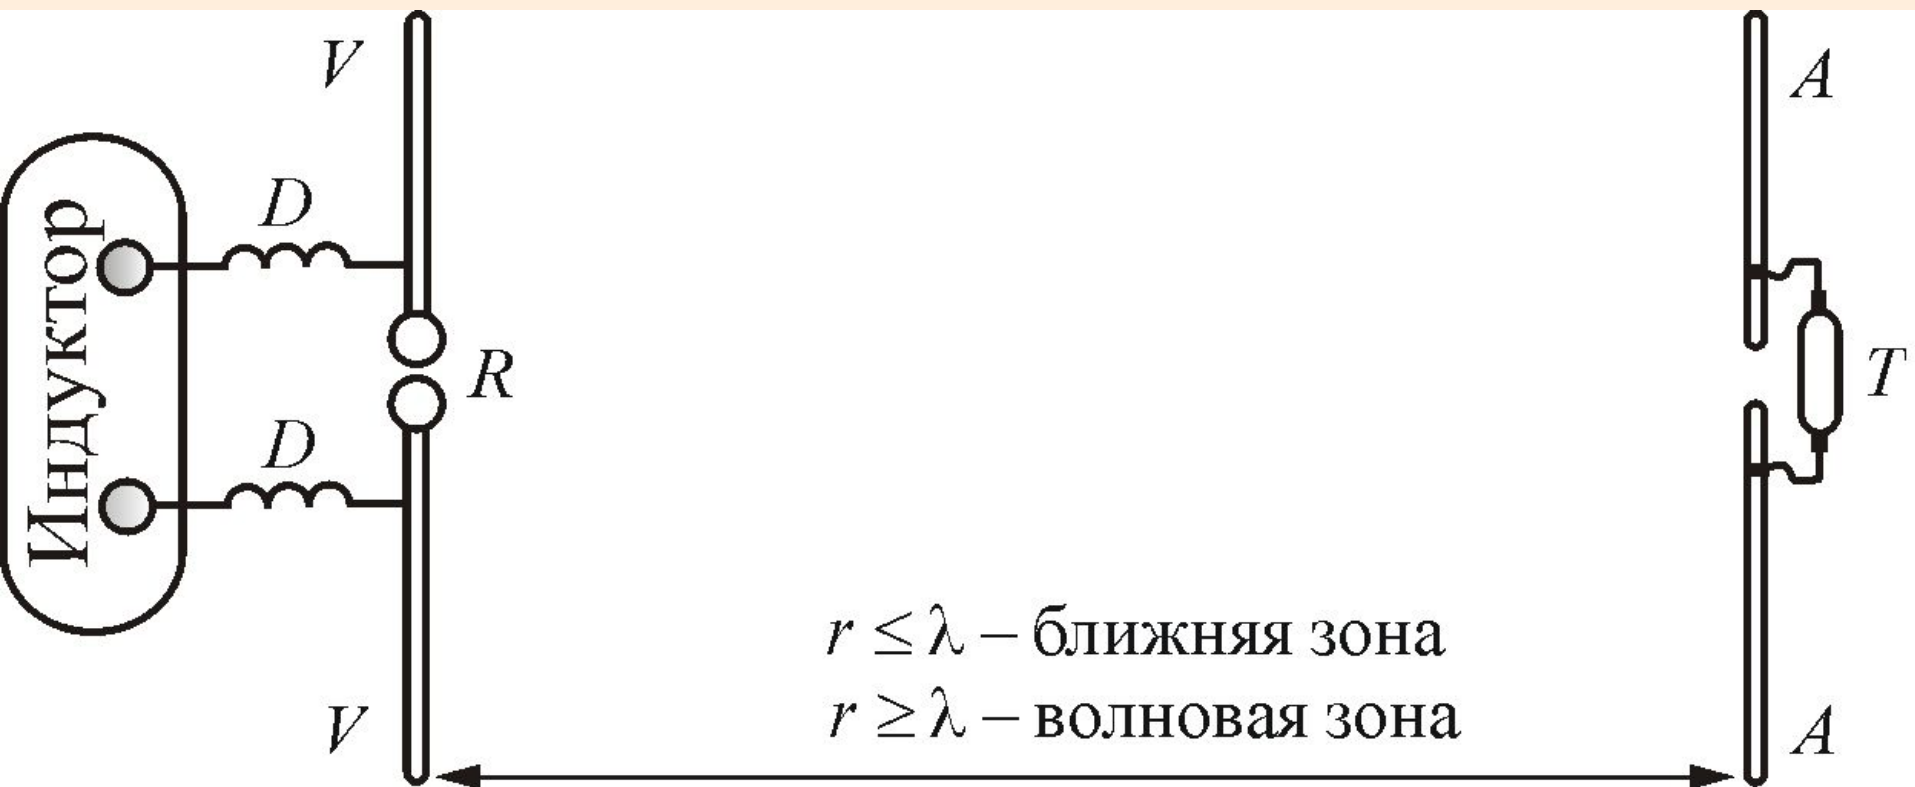 V
A
D
Индуктор
R
T
D
r ≤ λ – ближняя зона
r ≥ λ – волновая зона
V
A